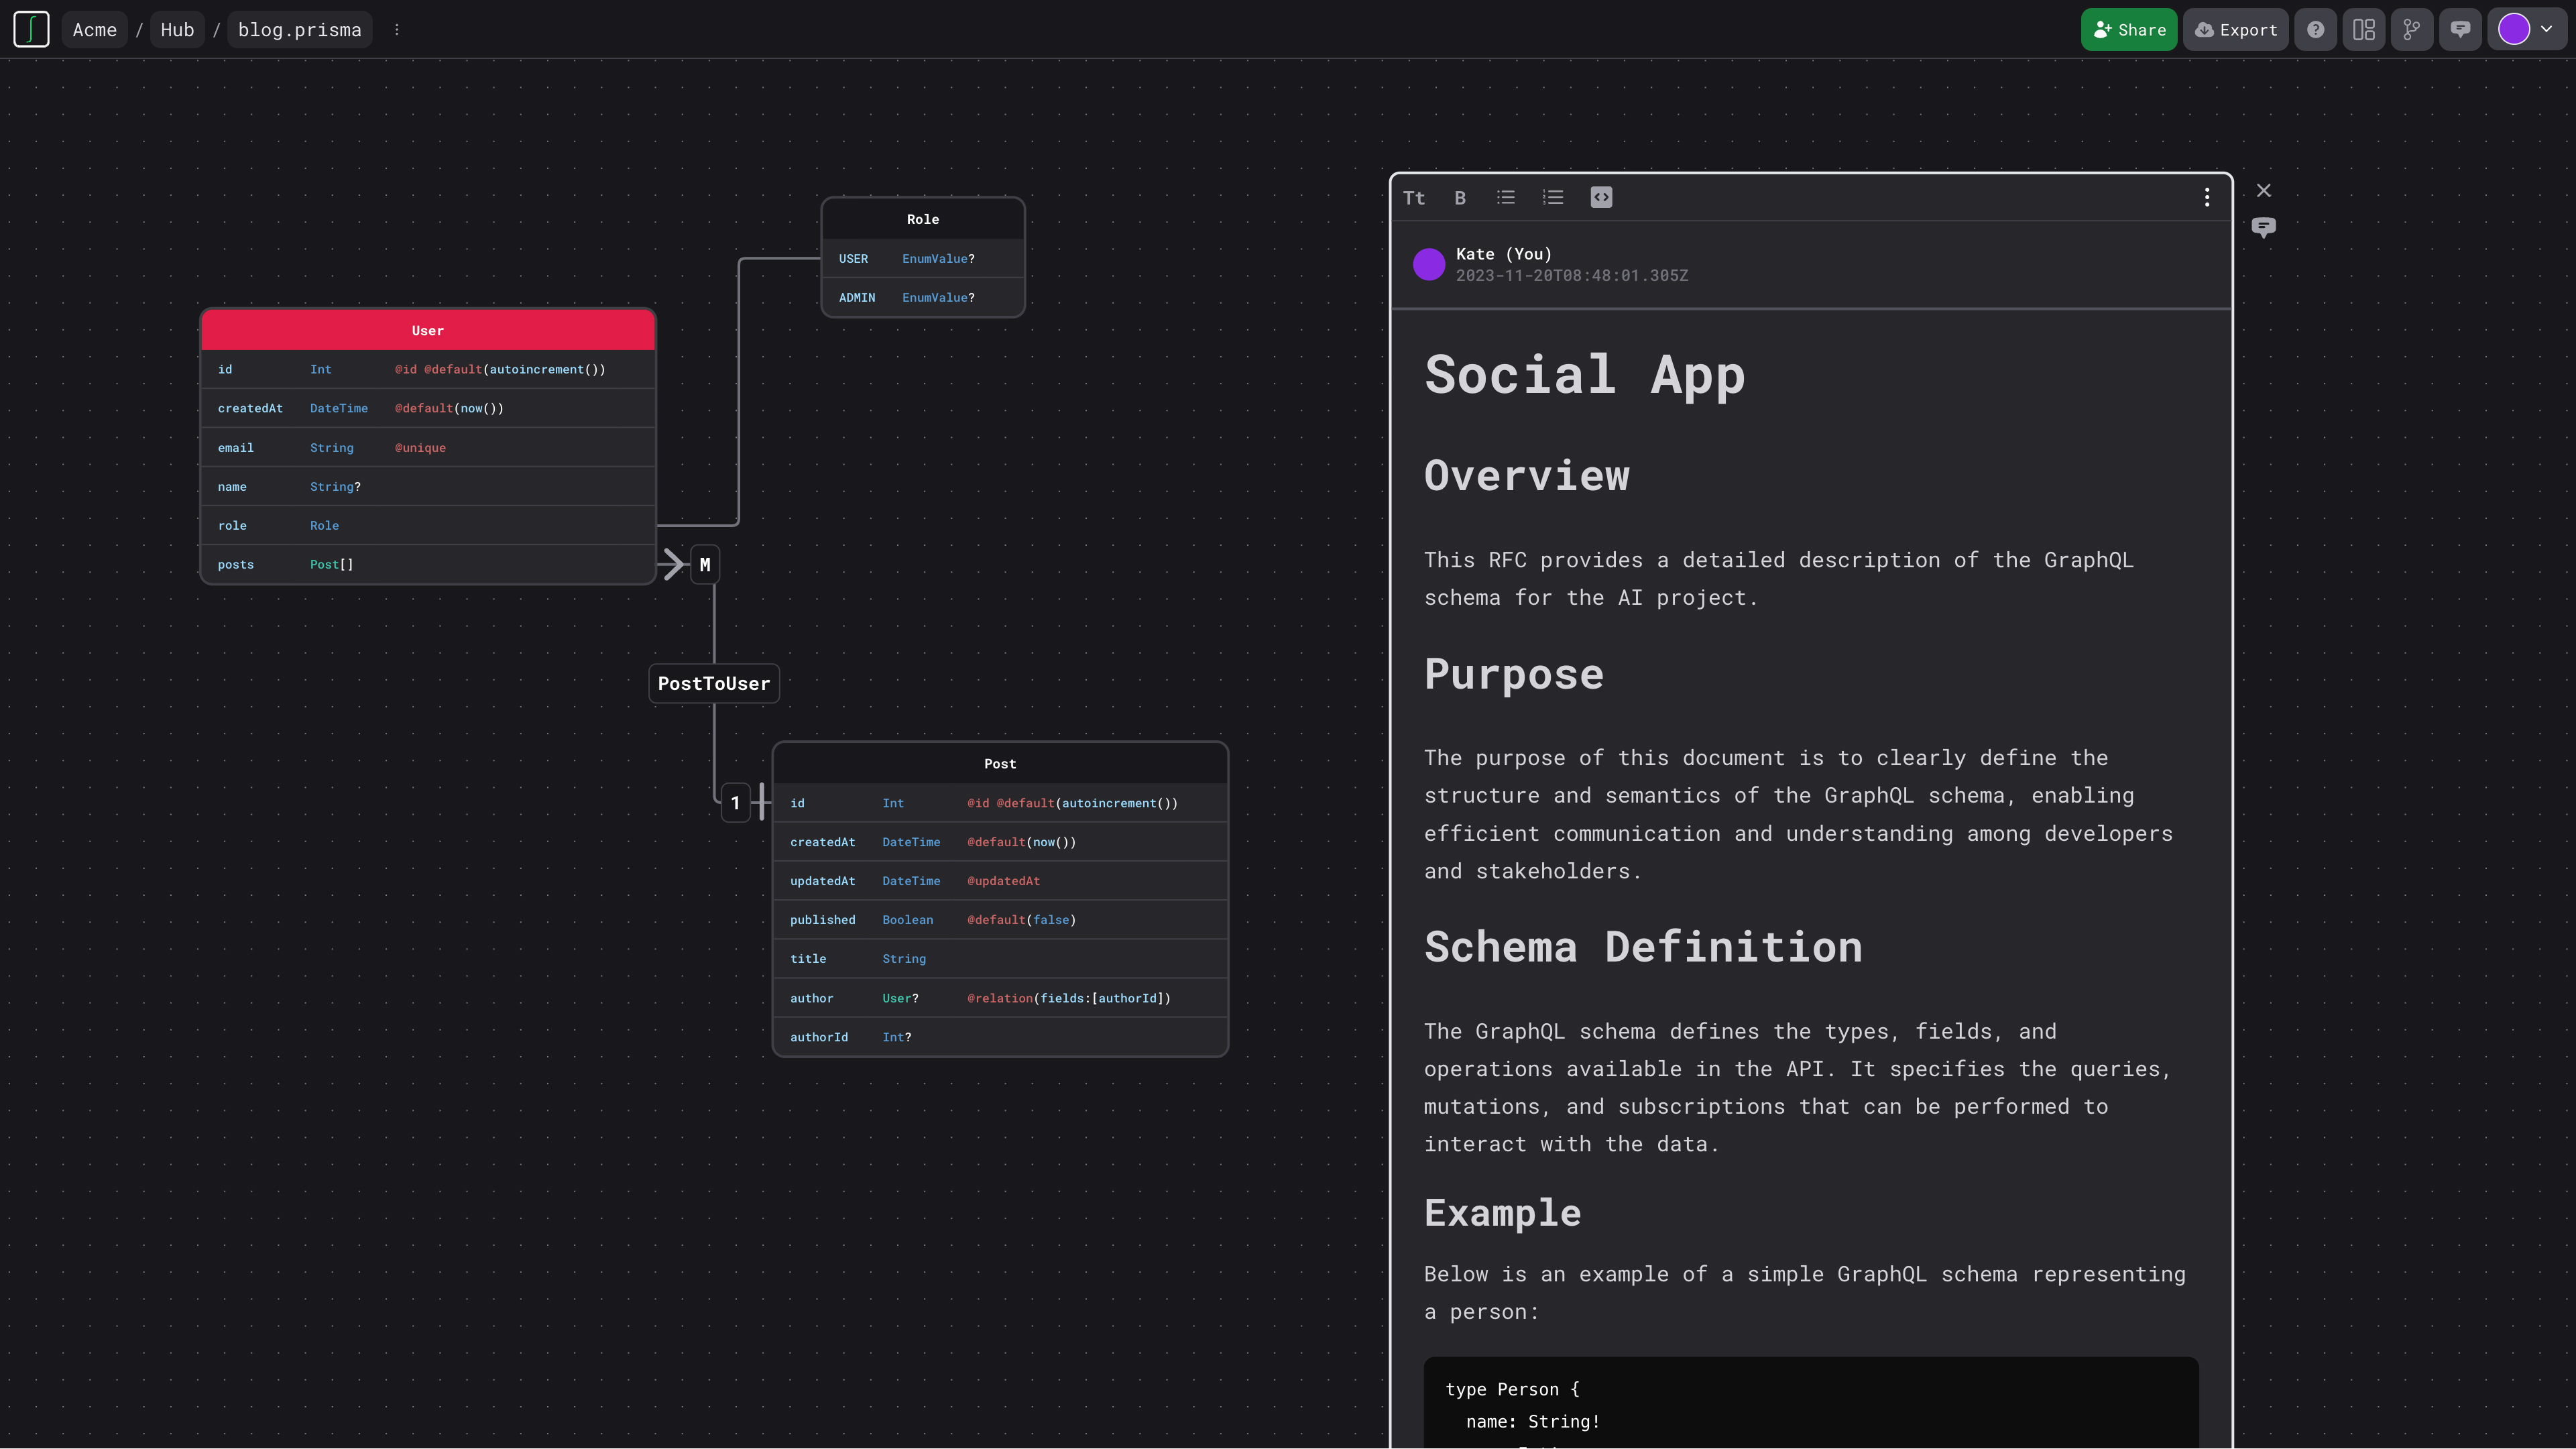 Acme / Hub / blog.prisma
Share
Export
Role
USER EnumValue?
ADMIN EnumValue?
User
id Int @id @default(autoincrement())
createdAt DateTime @default(now())
email String @unique
name String?
role Role
posts Post[]
M
PostToUser
1
Post
id Int @id @default(autoincrement())
createdAt DateTime @default(now())
updatedAt DateTime @updatedAt
published Boolean @default(false)
title String
author User? @relation(fields:[authorId])
authorId Int?
Tt B
Kate (You)
2023-11-20T08:48:01.305Z
Social App
Overview
This RFC provides a detailed description of the GraphQL
schema for the AI project.
Purpose
The purpose of this document is to clearly define the
structure and semantics of the GraphQL schema, enabling
efficient communication and understanding among developers
and stakeholders.
Schema Definition
The GraphQL schema defines the types, fields, and
operations available in the API. It specifies the queries,
mutations, and subscriptions that can be performed to
interact with the data.
Example
Below is an example of a simple GraphQL schema representing
a person:
type Person {
name: String!